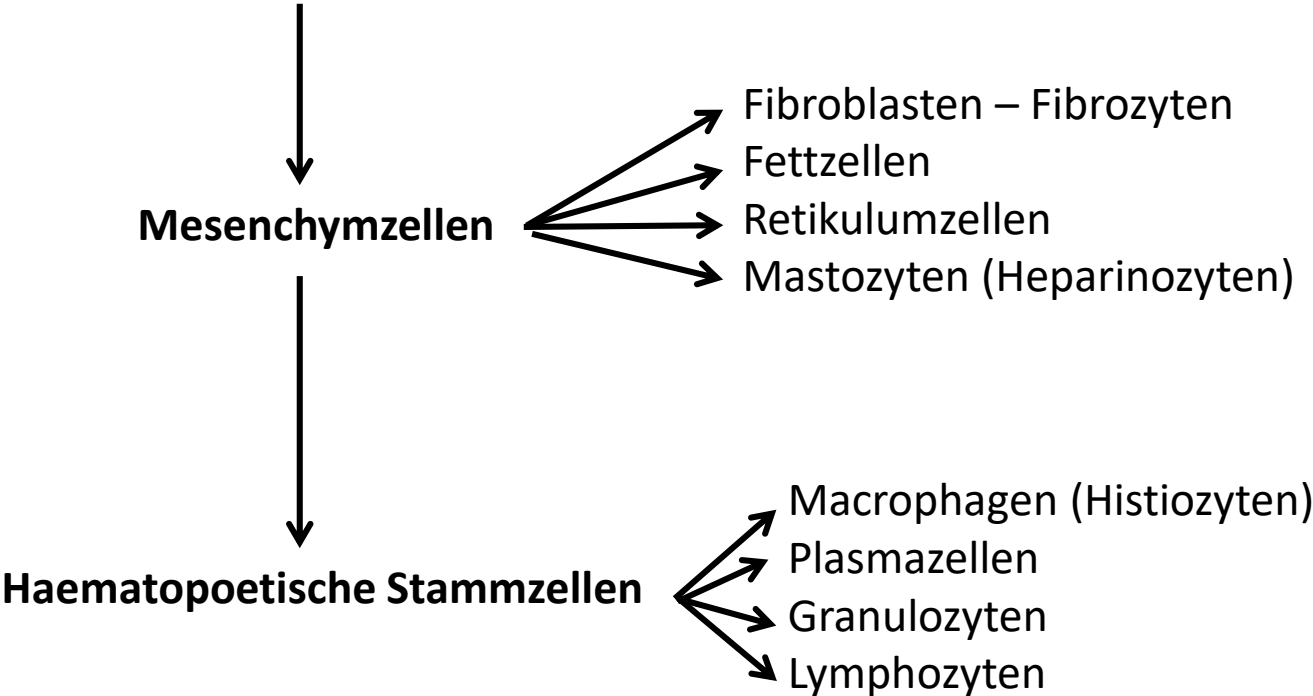 Fibroblasten – Fibrozyten
Fettzellen
Mesenchymzellen
Retikulumzellen
Mastozyten (Heparinozyten)
Macrophagen (Histiozyten)
Plasmazellen
Haematopoetische Stammzellen
Granulozyten
Lymphozyten